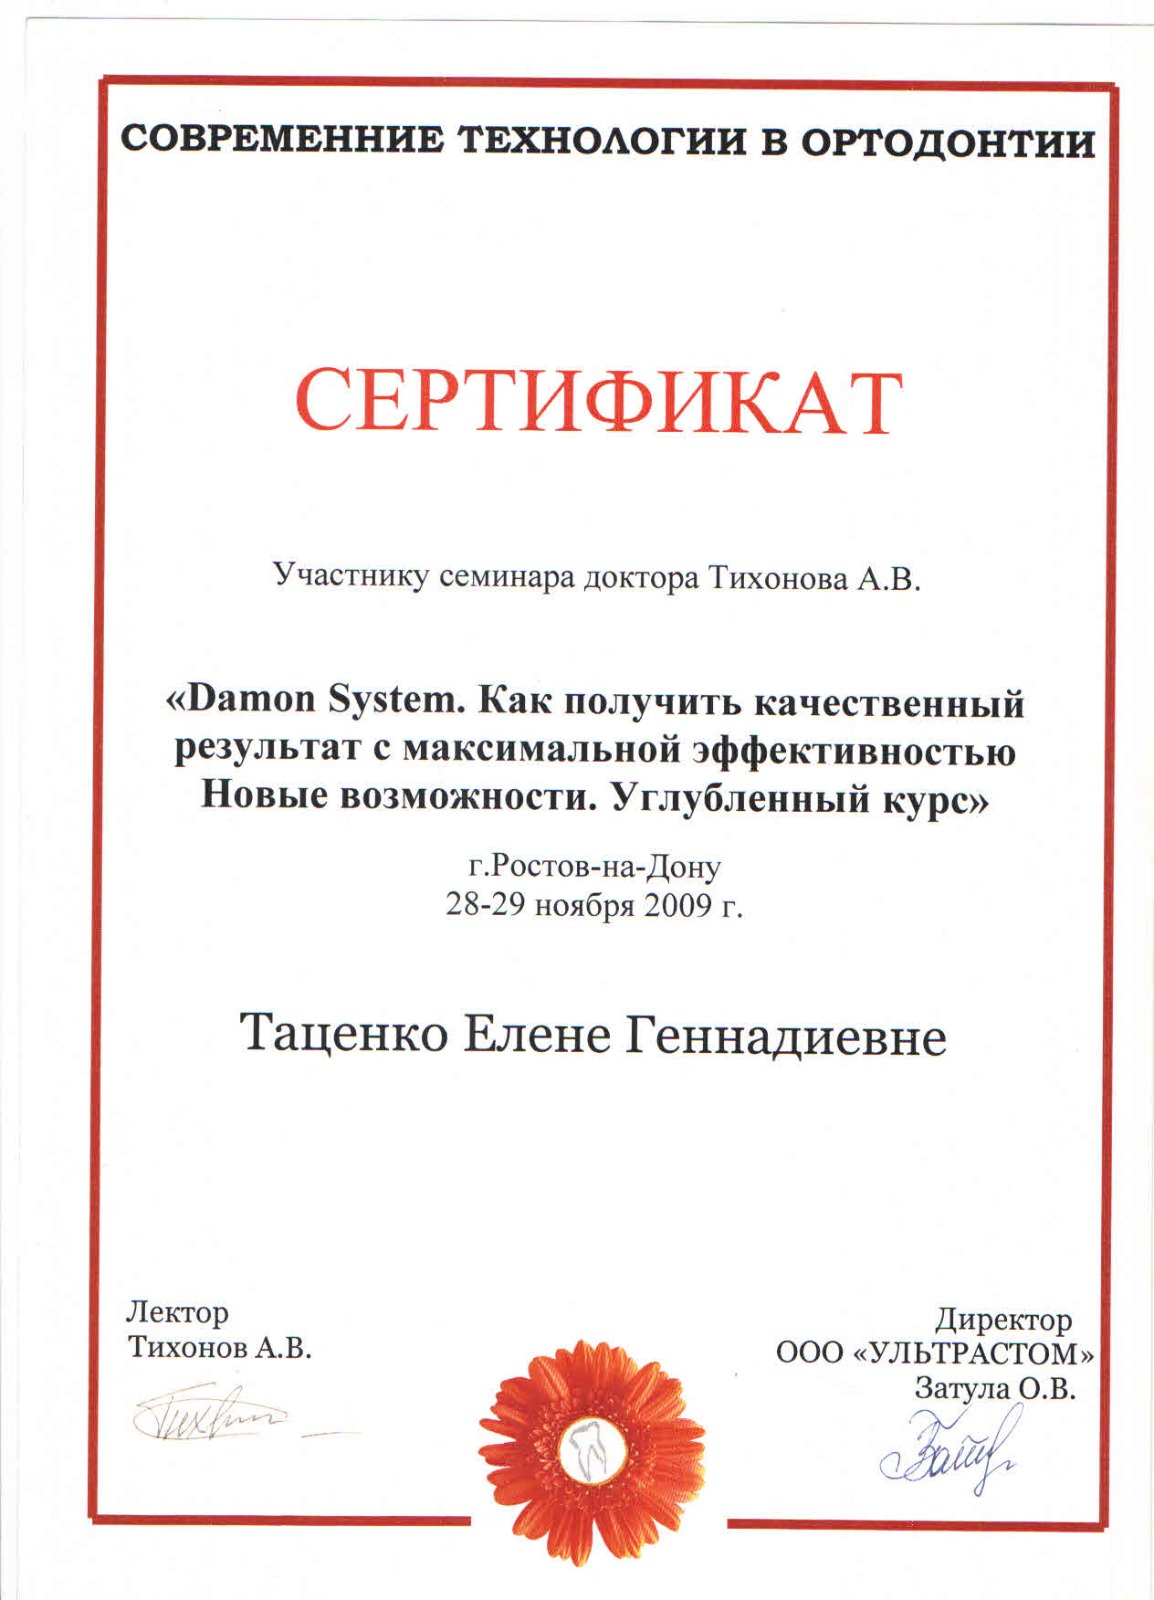 СОВРЕМЕННИЕ ТЕХНОЛОГИИ В ОРТОДОНТИИ
СЕРТИФИКАТ
Участнику семинара доктора Тихонова А.В.
«Damon System. Как получить качественный
результат с максимальной эффективностью
Новые возможности. Углубленный курс»
г.Ростов-на-Дону
28-29 ноября 2009 г.
Таценко Елене Геннадиевне
Лектор
Тихонов А.В.
Директор
ООО «УЛЬТРАСТОМ»
Затула О.В.